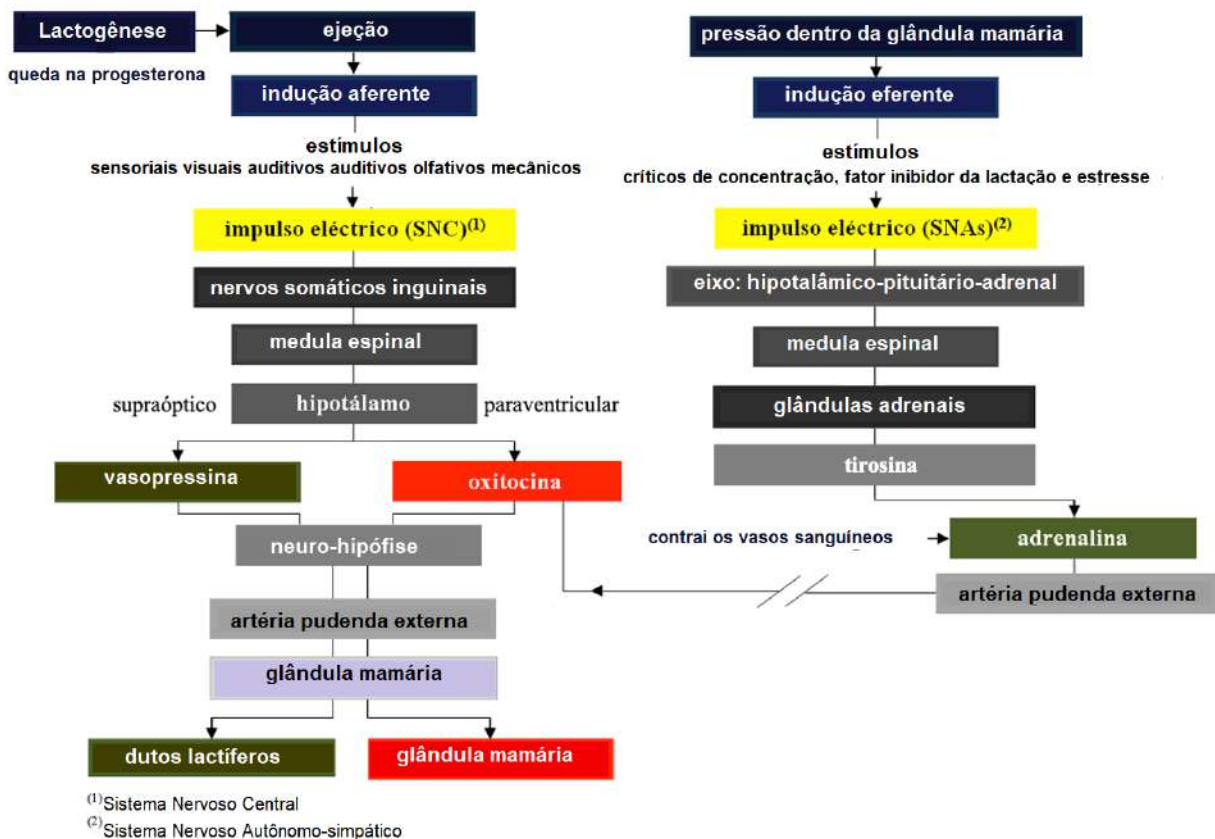 Lactogênese
ejeção
queda na progesterona
indução aferente
estímulos
sensoriais visuais auditivos auditivos olfativos mecânicos
impulso eléctrico (SNC)(1)
nervos somáticos inguinais
medula espinal
supraóptico
hipotálamo
paraventricular
vasopressina
oxitocina
neuro-hipófise
artéria pudenda externa
glândula mamária
dutos lactíferos
glândula mamária
pressão dentro da glândula mamária
indução eferente
estímulos
críticos de concentração, fator inibidor da lactação e estresse
impulso eléctrico (SNAs)(2)
eixo: hipotalâmico-pituitário-adrenal
medula espinal
glândulas adrenais
tirosina
contrai os vasos sanguíneos
adrenalina
artéria pudenda externa
(1)Sistema Nervoso Central
(2)Sistema Nervoso Autônomo-simpático